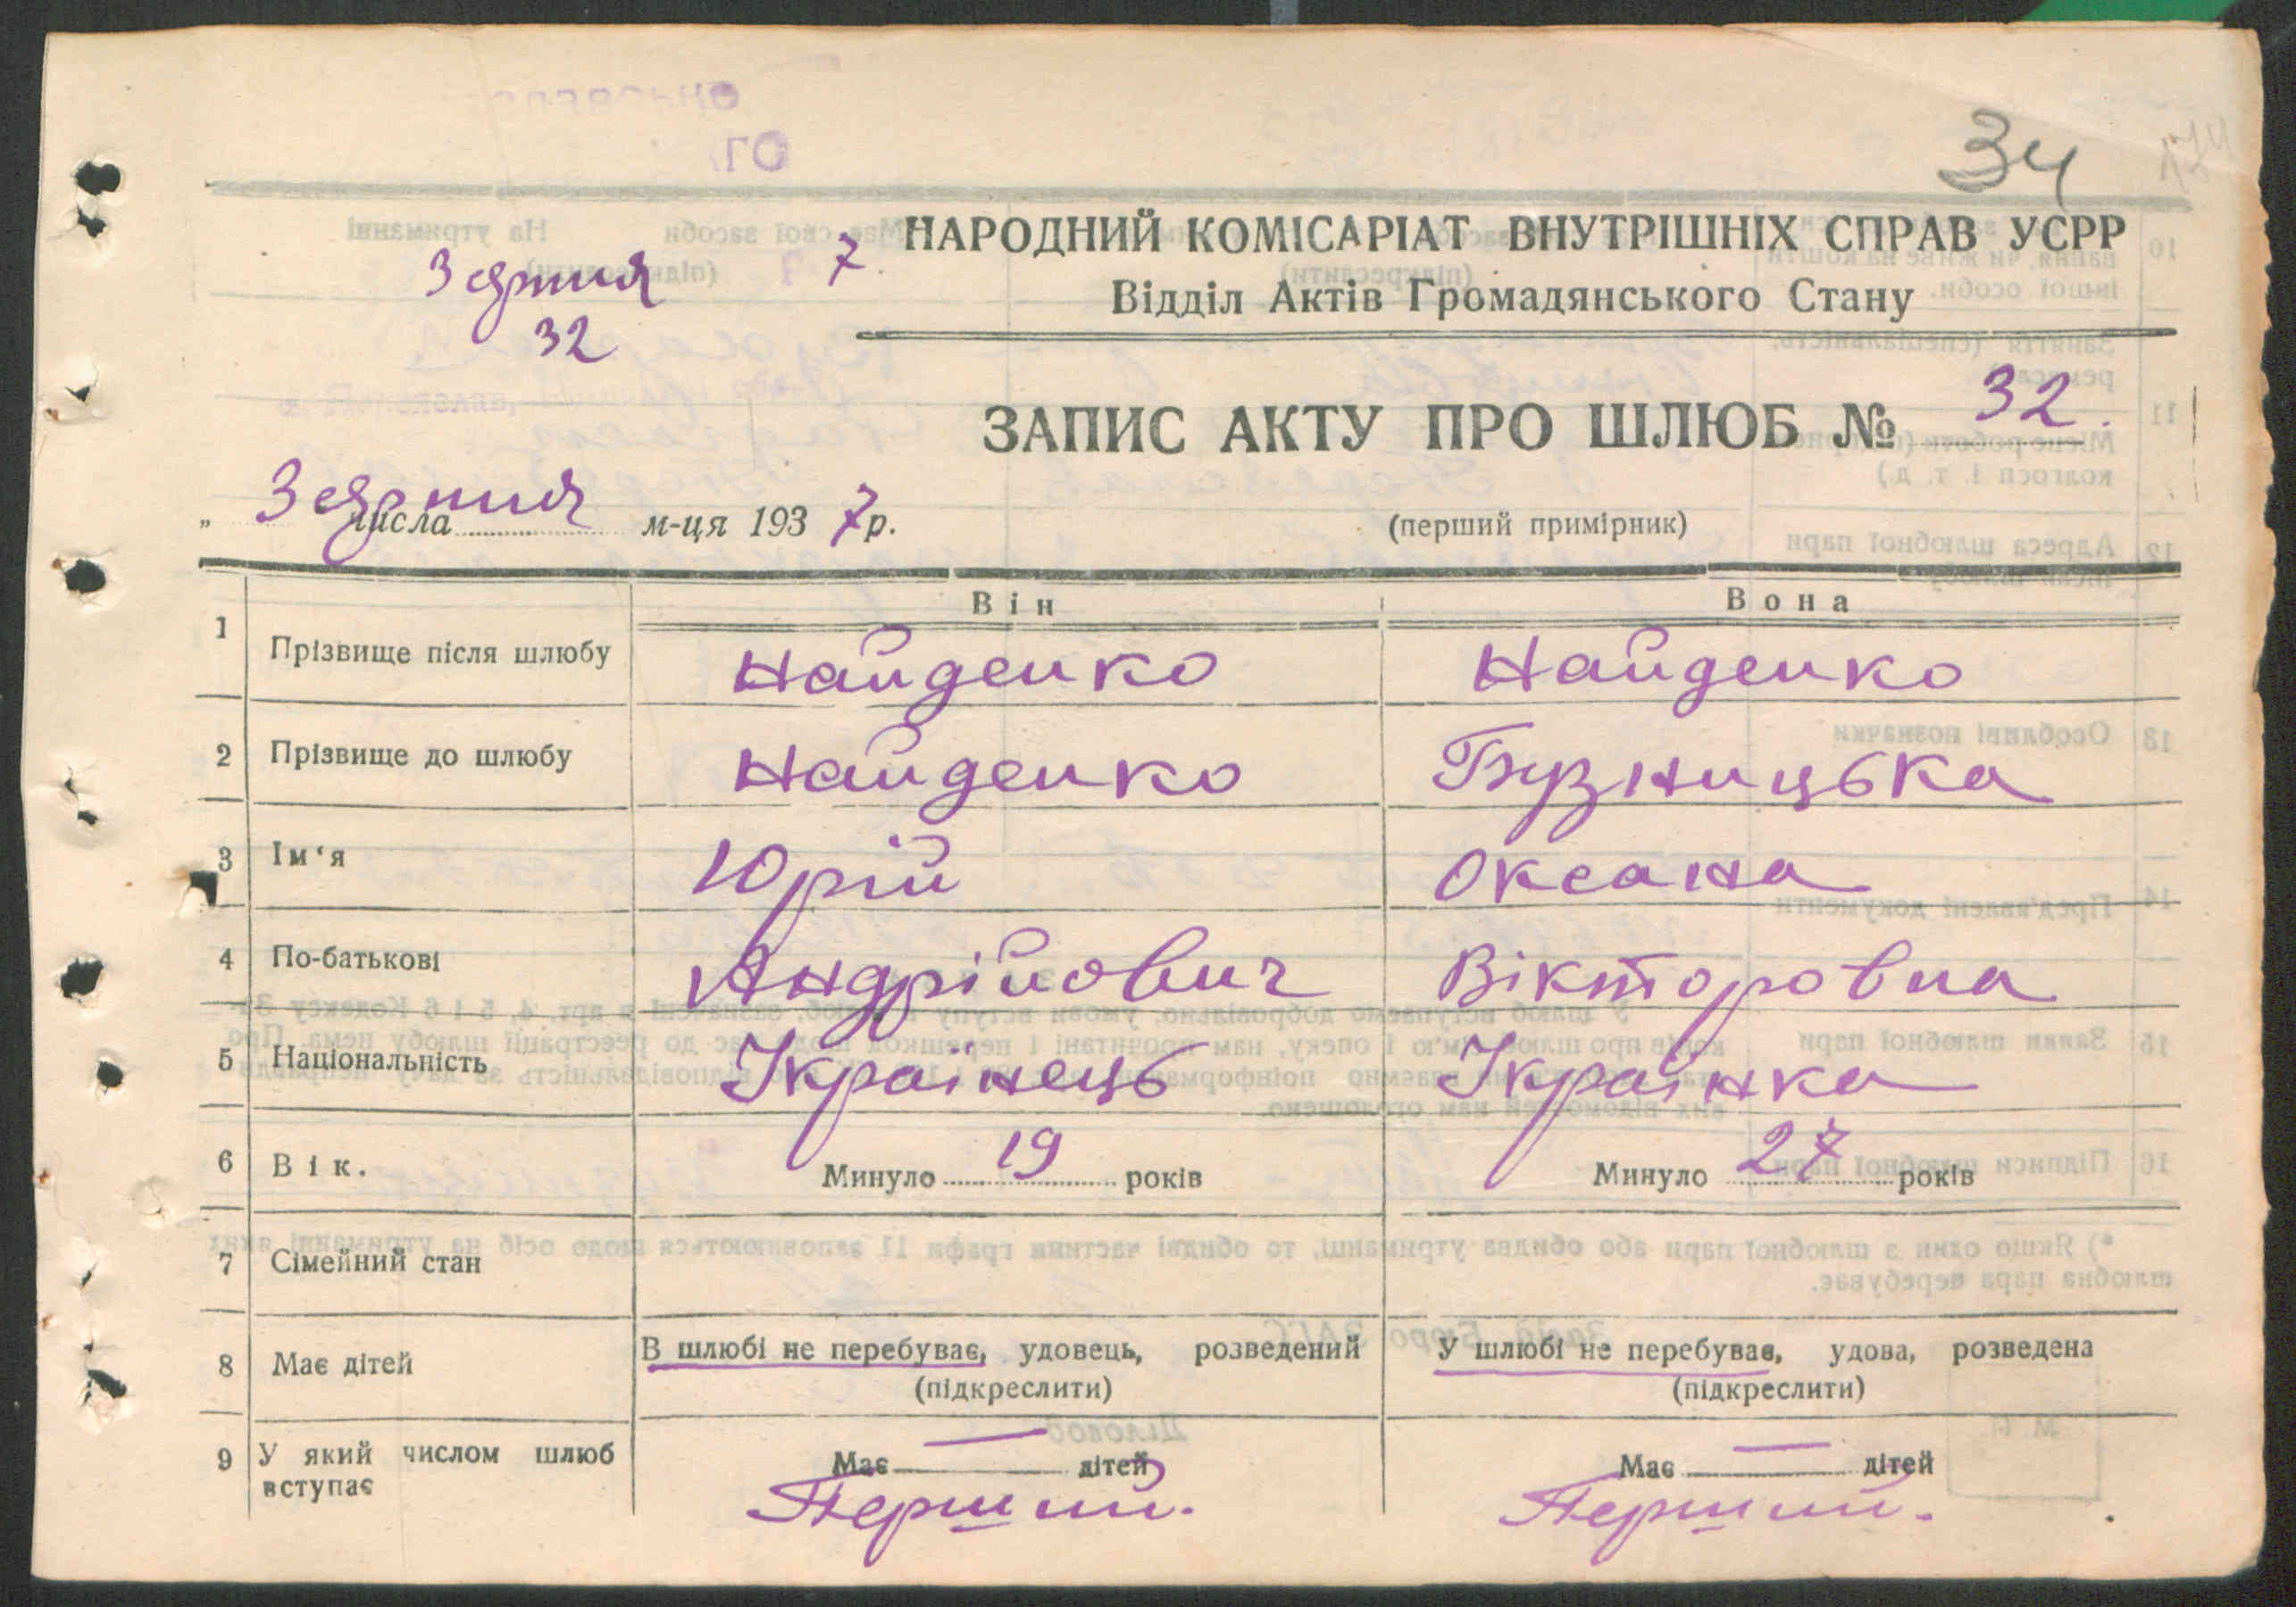 34
НАРОДНИЙ КОМІСАРІАТ ВНУТРІШНІХ СПРАВ УСРР
3 серпня 7
Відділ Актів Громадянського Стану
32
ЗАПИС АКТУ ПРО ШЛЮБ № 32.
„ 3 серпня числа м-ця 1937 р.
(перший примірник)
Він Вона
1 Прізвище після шлюбу Найденко Найденко
2 Прізвище до шлюбу Найденко Бузницька
3 Ім‘я Юрій Оксана
4 По-батькові Андрійович Вікторовна
5 Національність Українець Українка
6 Вік. Минуло 19 років Минуло 27 років
7 Сімейний стан
8 Має дітей В шлюбі не перебуває, удовець, розведений У шлюбі не перебуває, удова, розведена
(підкреслити) (підкреслити)
9 У який числом шлюб вступає Має — дітей Має — дітей
Перший. Перший.